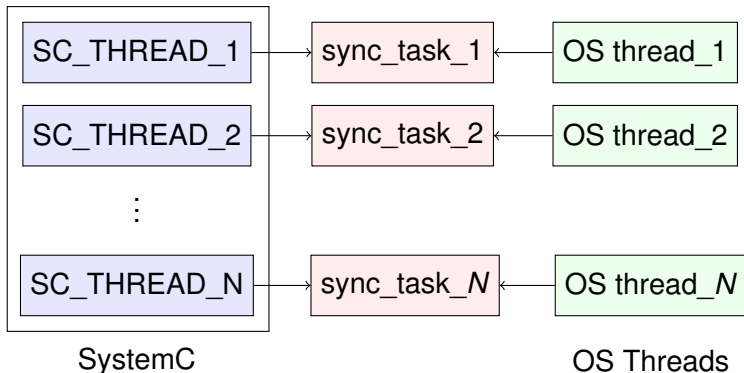 SC_THREAD_1 sync_task_1 OS thread_1
SC_THREAD_2 sync_task_2 OS thread_2
⋮
SC_THREAD_N sync_task_N OS thread_N
SystemC OS Threads